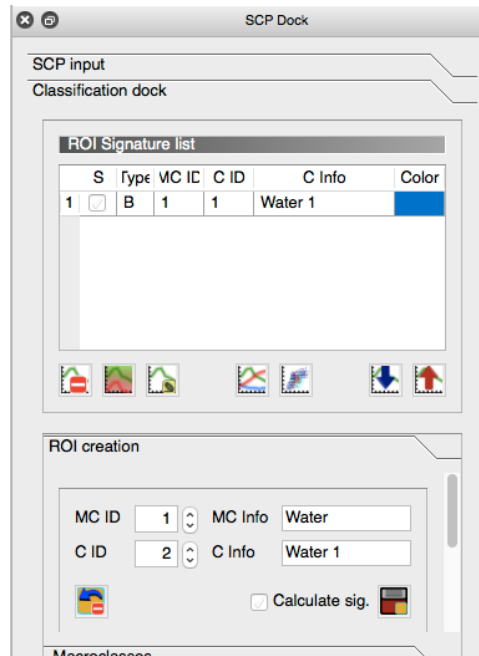 SCP Dock
SCP input
Classification dock
ROI Signature list
S Type MC ID C ID C Info Color
1 B 1 1 Water 1
ROI creation
MC ID 1 MC Info Water
C ID 2 C Info Water 1
Calculate sig.
Macroclasses